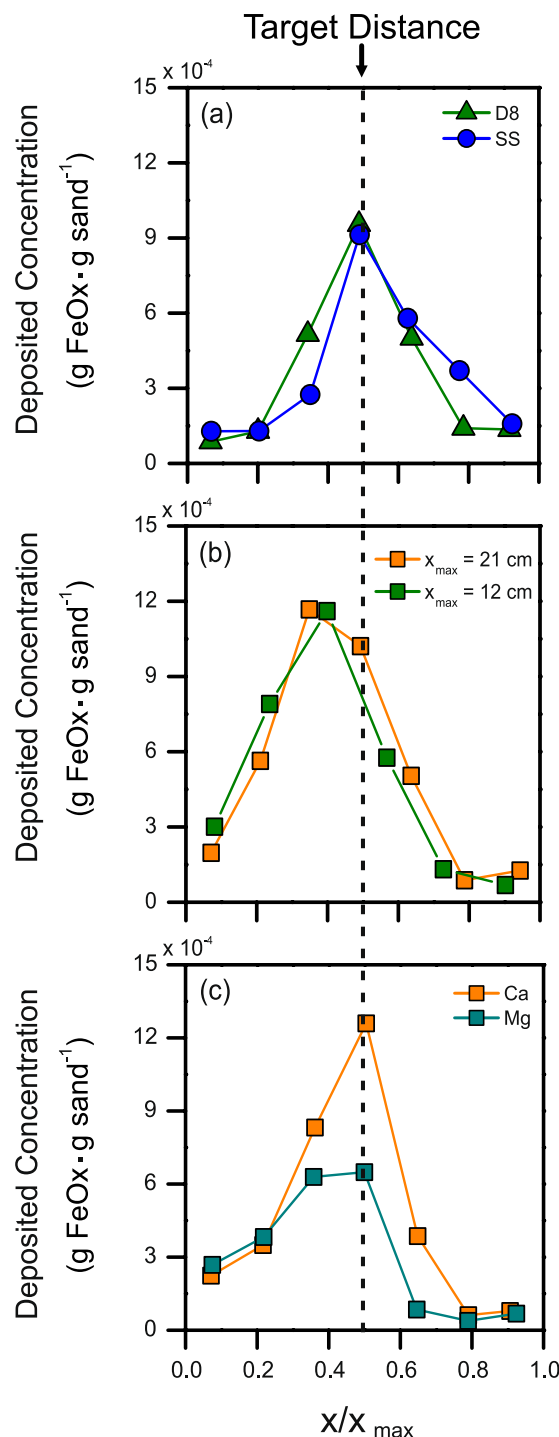 Target Distance
x 10⁻⁴
15
12
9
6
3
0
(a)
D8
SS
Deposited Concentration
(g FeOx · g sand⁻¹)
x 10⁻⁴
15
12
9
6
3
0
(b)
x max = 21 cm
x max = 12 cm
Deposited Concentration
(g FeOx · g sand⁻¹)
x 10⁻⁴
15
12
9
6
3
0
(c)
Ca
Mg
Deposited Concentration
(g FeOx · g sand⁻¹)
0.0 0.2 0.4 0.6 0.8 1.0
x/x max